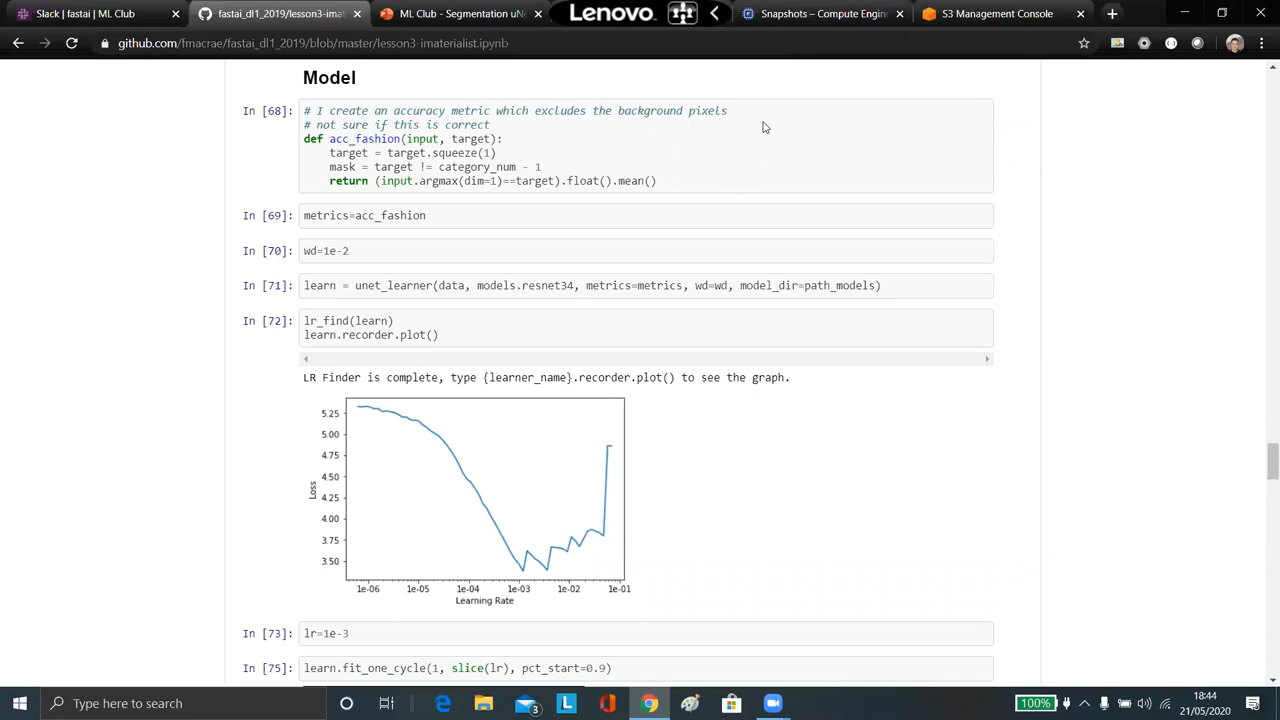 Slack | fastai | ML Club
fastai_dl1_2019/lesson3-imateria
ML Club - Segmentation uNe
Lenovo
Snapshots – Compute Engine
S3 Management Console
github.com/fmacrae/fastai_dl1_2019/blob/master/lesson3-imaterialist.ipynb
Model
In [68]:
# I create an accuracy metric which excludes the background pixels
# not sure if this is correct
def acc_fashion(input, target):
target = target.squeeze(1)
mask = target != category_num - 1
return (input.argmax(dim=1)==target).float().mean()
In [69]: metrics=acc_fashion
In [70]: wd=1e-2
In [71]: learn = unet_learner(data, models.resnet34, metrics=metrics, wd=wd, model_dir=path_models)
In [72]: lr_find(learn)
learn.recorder.plot()
LR Finder is complete, type {learner_name}.recorder.plot() to see the graph.
5.25
5.00
4.75
4.50
4.25
4.00
3.75
3.50
Loss
1e-06 1e-05 1e-04 1e-03 1e-02 1e-01
Learning Rate
In [73]: lr=1e-3
In [75]: learn.fit_one_cycle(1, slice(lr), pct_start=0.9)
Type here to search
3
100%
18:44
21/05/2020